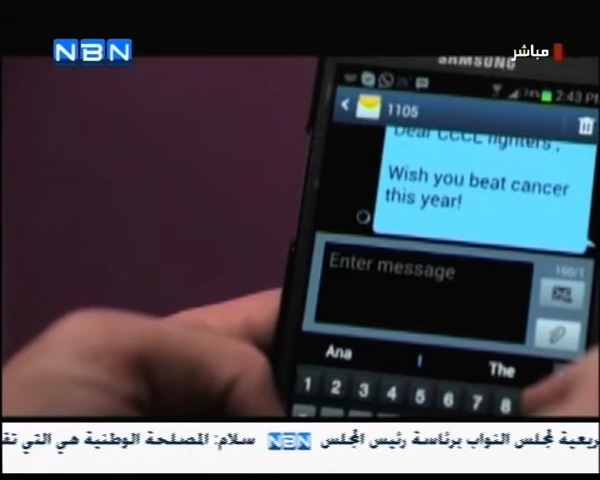 NBN
مباشر
SAMSUNG
2:43 PM
1105
Dear CCCL fighters,
Wish you beat cancer
this year!
Enter message
160/1
Ana
I
The
1 2 3 4 5 6 7 8
لمجلس النواب برئاسة رئيس المجلس NBN سلام: المصلحة الوطنية هي التي